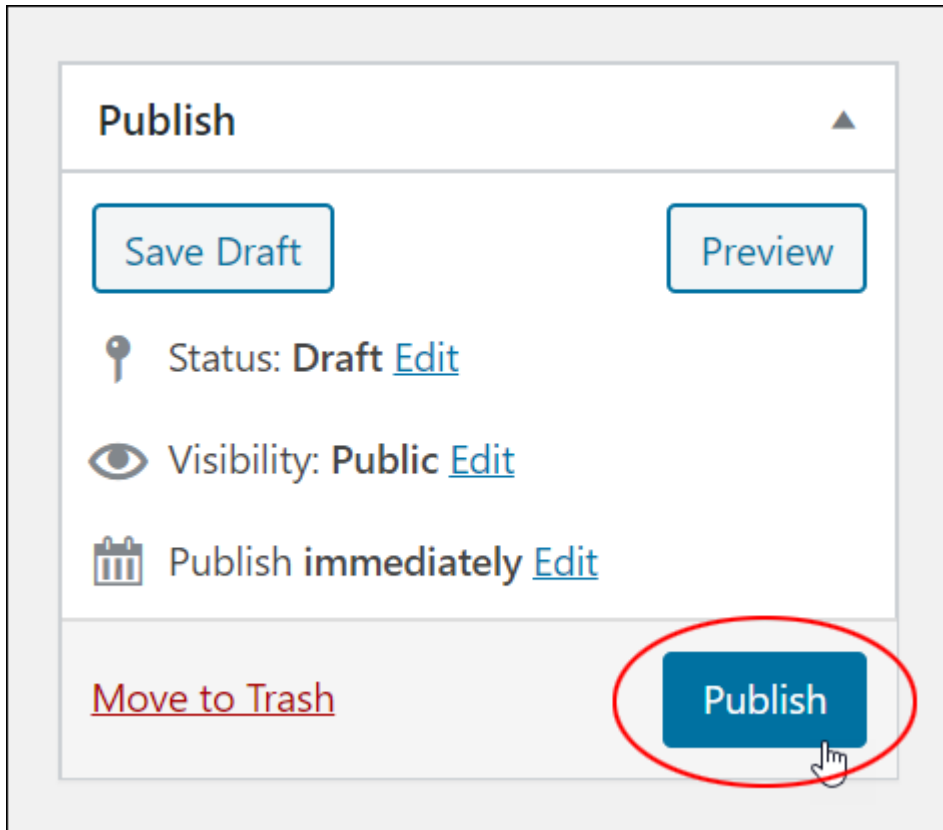 Publish
Save Draft
Preview
Status: Draft Edit
Visibility: Public Edit
Publish immediately Edit
Move to Trash
Publish